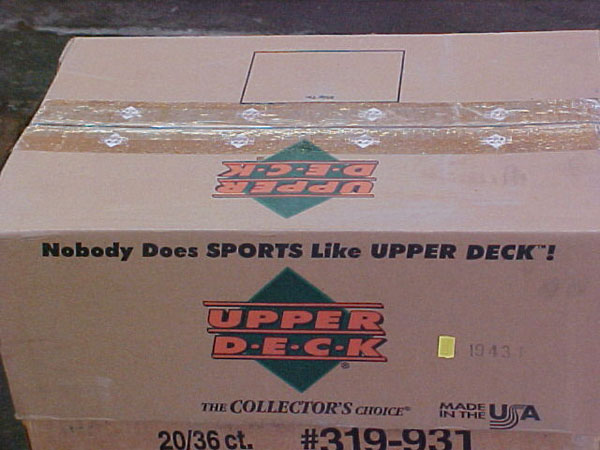 UPPER
D·E·C·K
Nobody Does SPORTS Like UPPER DECK™!
UPPER
D·E·C·K®
1943
THE COLLECTOR'S CHOICE®
MADE
IN THE USA
20/36 ct. #319-931